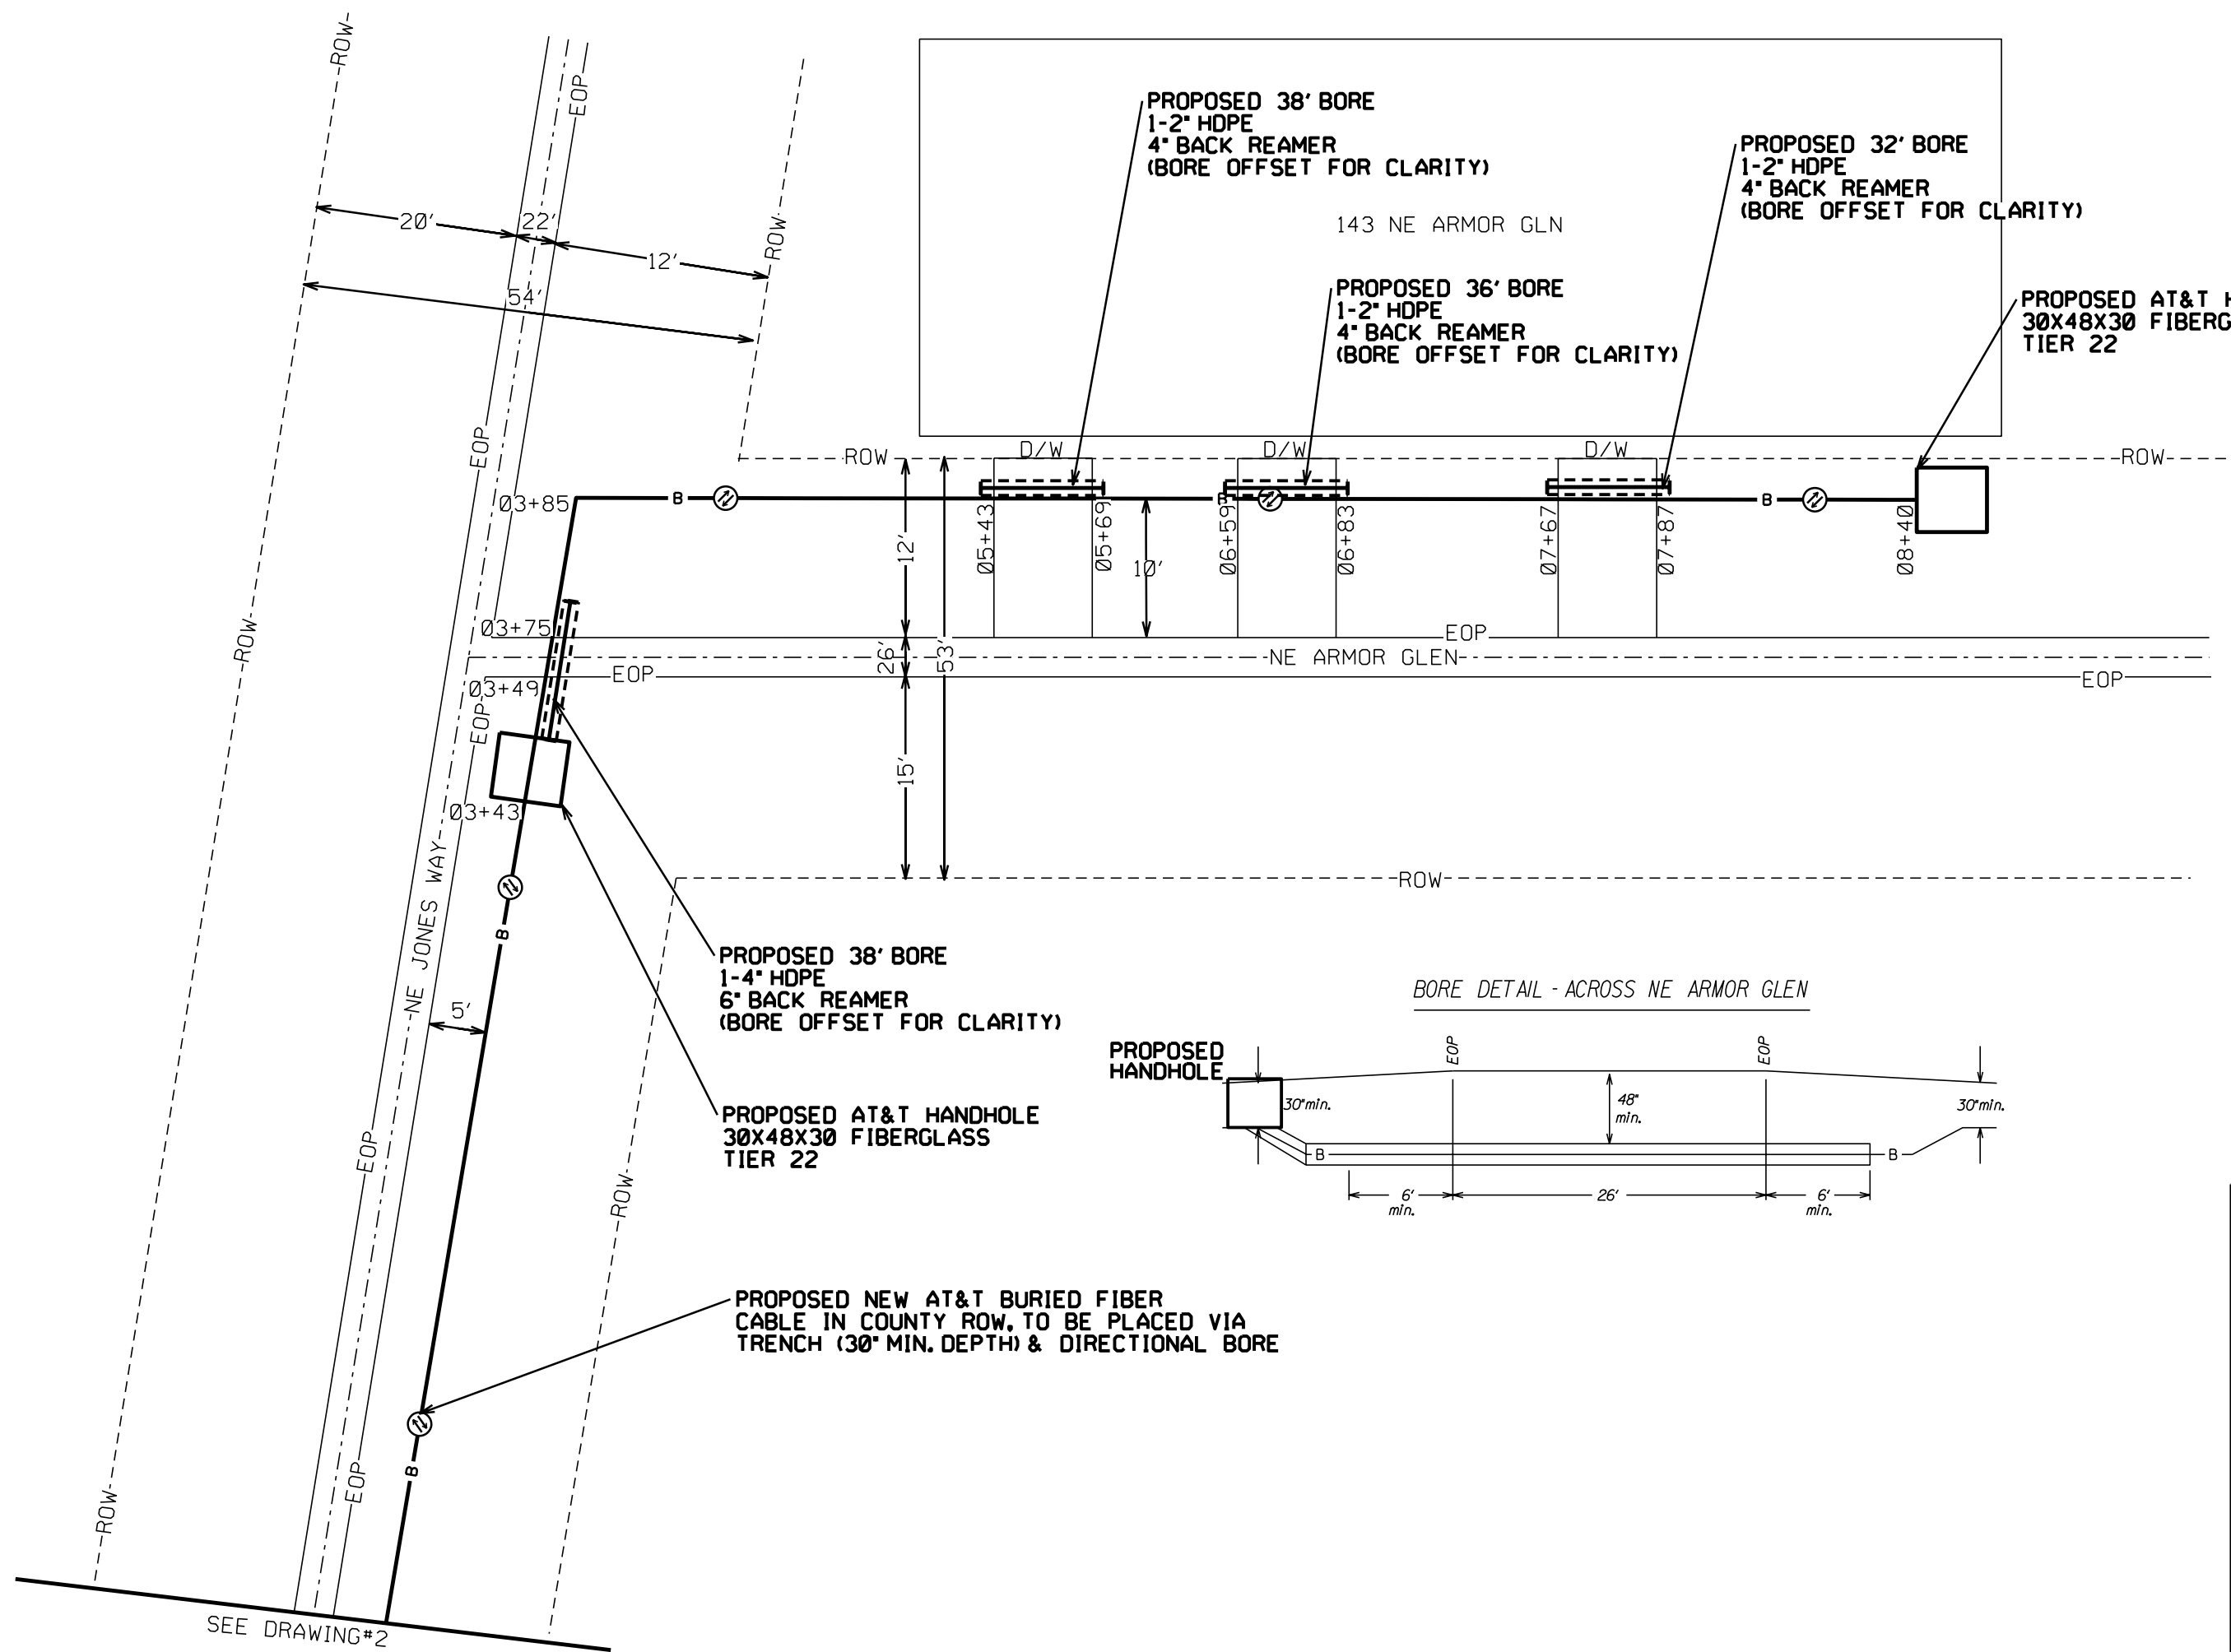 ROW
EOP
ROW
20'
22'
12'
54'
PROPOSED 38' BORE
1-2" HDPE
4" BACK REAMER
(BORE OFFSET FOR CLARITY)
PROPOSED 32' BORE
1-2" HDPE
4" BACK REAMER
(BORE OFFSET FOR CLARITY)
143 NE ARMOR GLN
PROPOSED 36' BORE
1-2" HDPE
4" BACK REAMER
(BORE OFFSET FOR CLARITY)
PROPOSED AT&T
30X48X30 FIBERG
TIER 22
EOP
ROW
D/W
D/W
D/W
ROW
03+85
B
B
B
05+43
05+69
06+59
06+83
07+67
07+87
08+40
12'
10'
ROW
03+75
EOP
26'
53'
NE ARMOR GLEN
EOP
EOP
03+49
EOP
15'
03+43
ROW
NE JONES WAY
B
5'
PROPOSED 38' BORE
1-4" HDPE
6" BACK REAMER
(BORE OFFSET FOR CLARITY)
BORE DETAIL - ACROSS NE ARMOR GLEN
PROPOSED
HANDHOLE
EOP
EOP
30"min.
48"
min.
30"min.
B
B
6'
min.
26'
6'
min.
PROPOSED AT&T HANDHOLE
30X48X30 FIBERGLASS
TIER 22
EOP
ROW
PROPOSED NEW AT&T BURIED FIBER
CABLE IN COUNTY ROW, TO BE PLACED VIA
TRENCH (30" MIN. DEPTH) & DIRECTIONAL BORE
B
EOP
ROW
SEE DRAWING#2